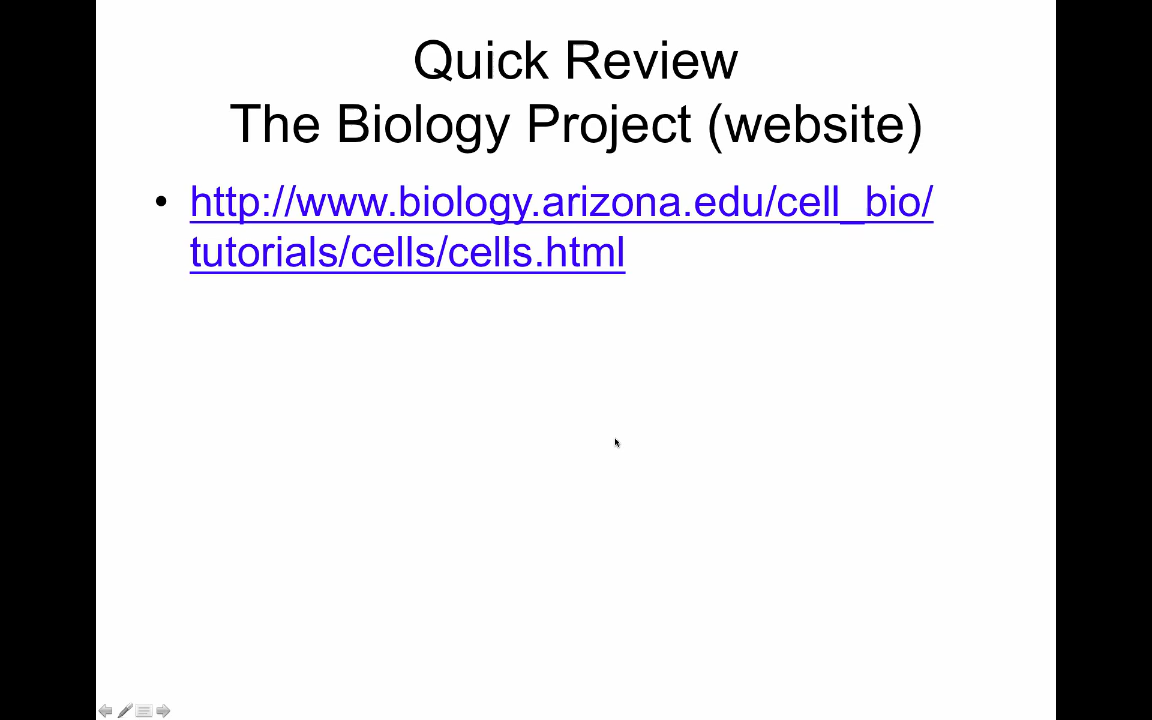 Quick Review
The Biology Project (website)
• http://www.biology.arizona.edu/cell_bio/
tutorials/cells/cells.html